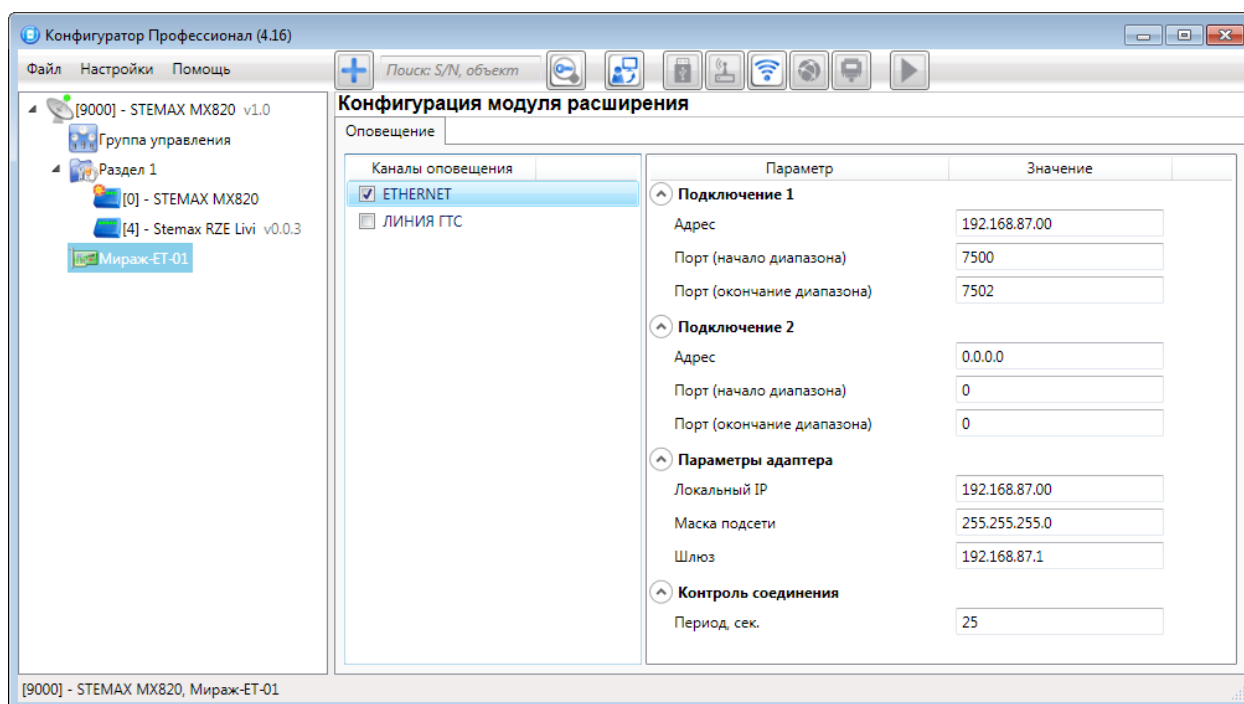 Конфигуратор Профессионал (4.16)
Файл Настройки Помощь
Поиск: S/N, объект
[9000] - STEMAX MX820 v1.0
Группа управления
Раздел 1
[0] - STEMAX MX820
[4] - Stemax RZE Livi v0.0.3
Мираж-ET-01
Конфигурация модуля расширения
Оповещение
Каналы оповещения
ETHERNET
ЛИНИЯ ГТС
Параметр Значение
Подключение 1
Адрес 192.168.87.00
Порт (начало диапазона) 7500
Порт (окончание диапазона) 7502
Подключение 2
Адрес 0.0.0.0
Порт (начало диапазона) 0
Порт (окончание диапазона) 0
Параметры адаптера
Локальный IP 192.168.87.00
Маска подсети 255.255.255.0
Шлюз 192.168.87.1
Контроль соединения
Период, сек. 25
[9000] - STEMAX MX820, Мираж-ET-01